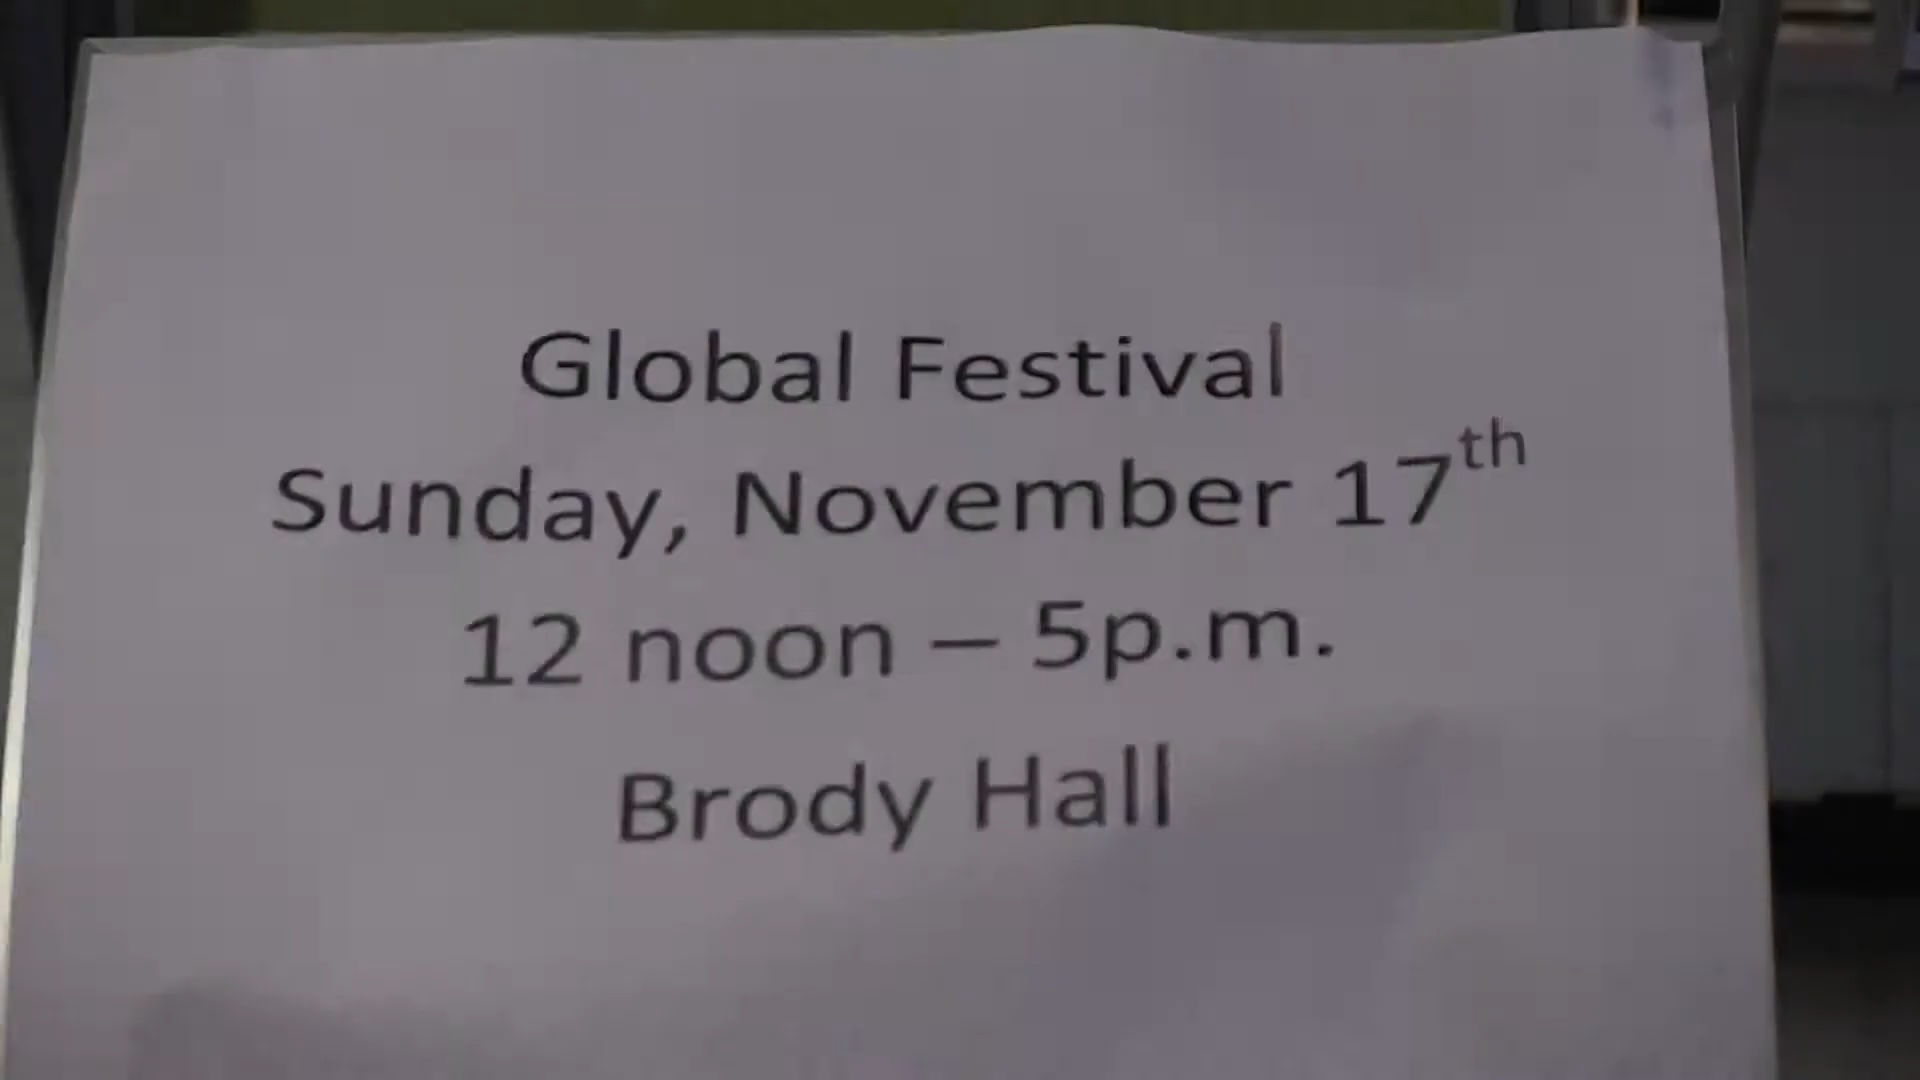 Global Festival
Sunday, November 17th
12 noon – 5p.m.
Brody Hall